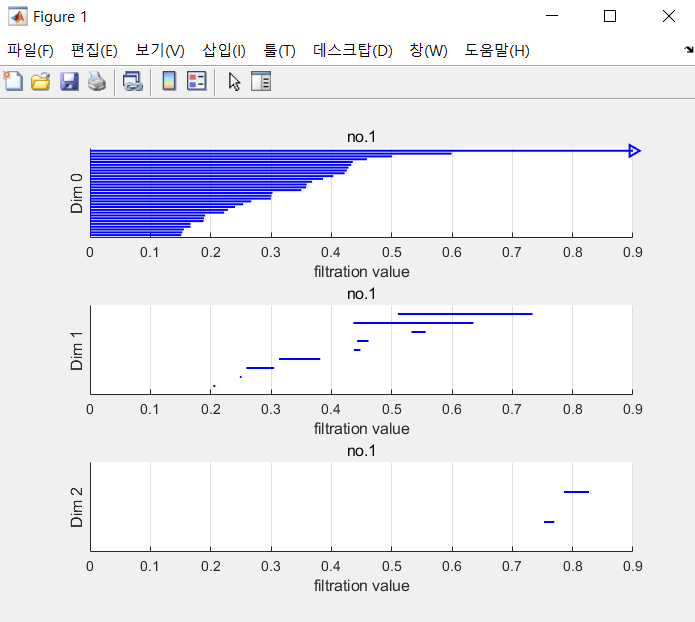 Figure 1
파일(F) 편집(E) 보기(V) 삽입(I) 툴(T) 데스크탑(D) 창(W) 도움말(H)
no.1
Dim 0
0 0.1 0.2 0.3 0.4 0.5 0.6 0.7 0.8 0.9
filtration value
no.1
Dim 1
0 0.1 0.2 0.3 0.4 0.5 0.6 0.7 0.8 0.9
filtration value
no.1
Dim 2
0 0.1 0.2 0.3 0.4 0.5 0.6 0.7 0.8 0.9
filtration value